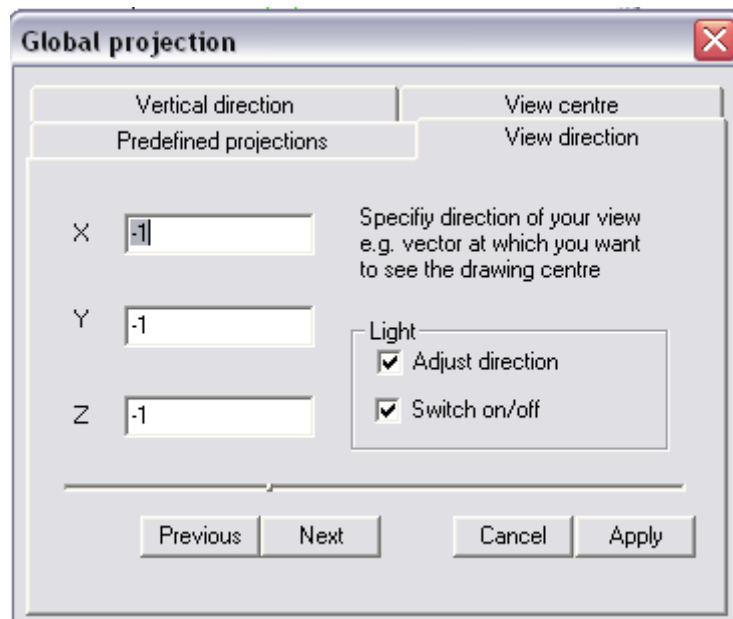 Global projection
Vertical direction
View centre
Predefined projections
View direction
X
-1
Specifiy direction of your view
e.g. vector at which you want
to see the drawing centre
Y
-1
Light
Adjust direction
Z
-1
Switch on/off
Previous
Next
Cancel
Apply